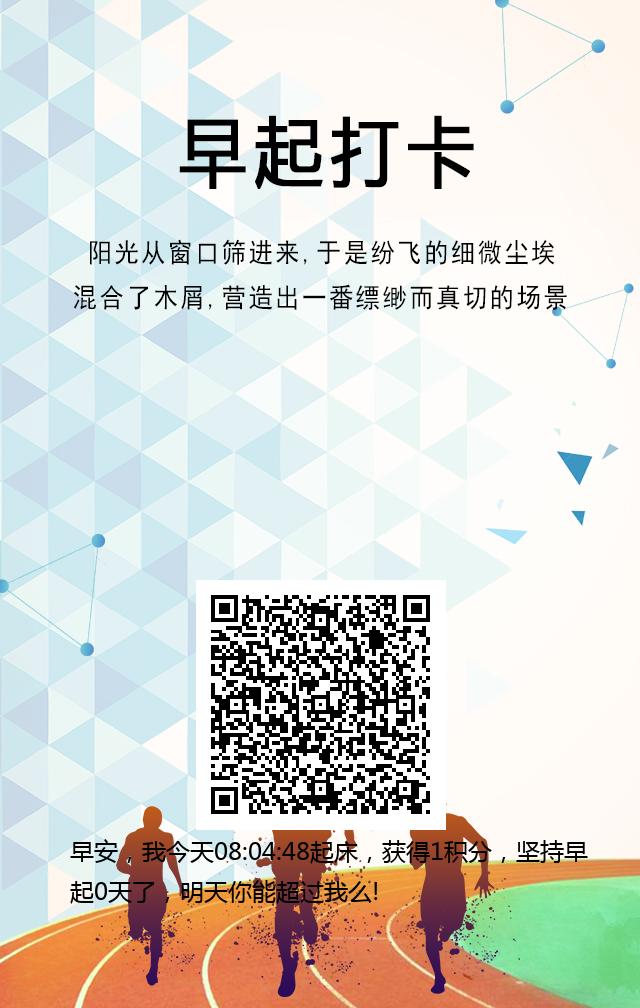 早起打卡
阳光从窗口筛进来,于是纷飞的细微尘埃
混合了木屑,营造出一番缥缈而真切的场景
早安，我今天08:04:48起床，获得1积分，坚持早
起0天了，明天你能超过我么!